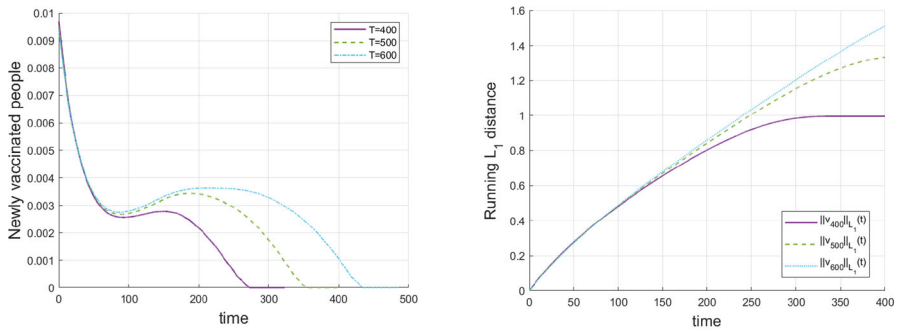 Newly vaccinated people
0.01
0.009
0.008
0.007
0.006
0.005
0.004
0.003
0.002
0.001
0
0 100 200 300 400 500
time
T=400
T=500
T=600
Running L1 distance
1.6
1.4
1.2
1
0.8
0.6
0.4
0.2
0
0 50 100 150 200 250 300 350 400
time
||v400||L1(t)
||v500||L1(t)
||v600||L1(t)